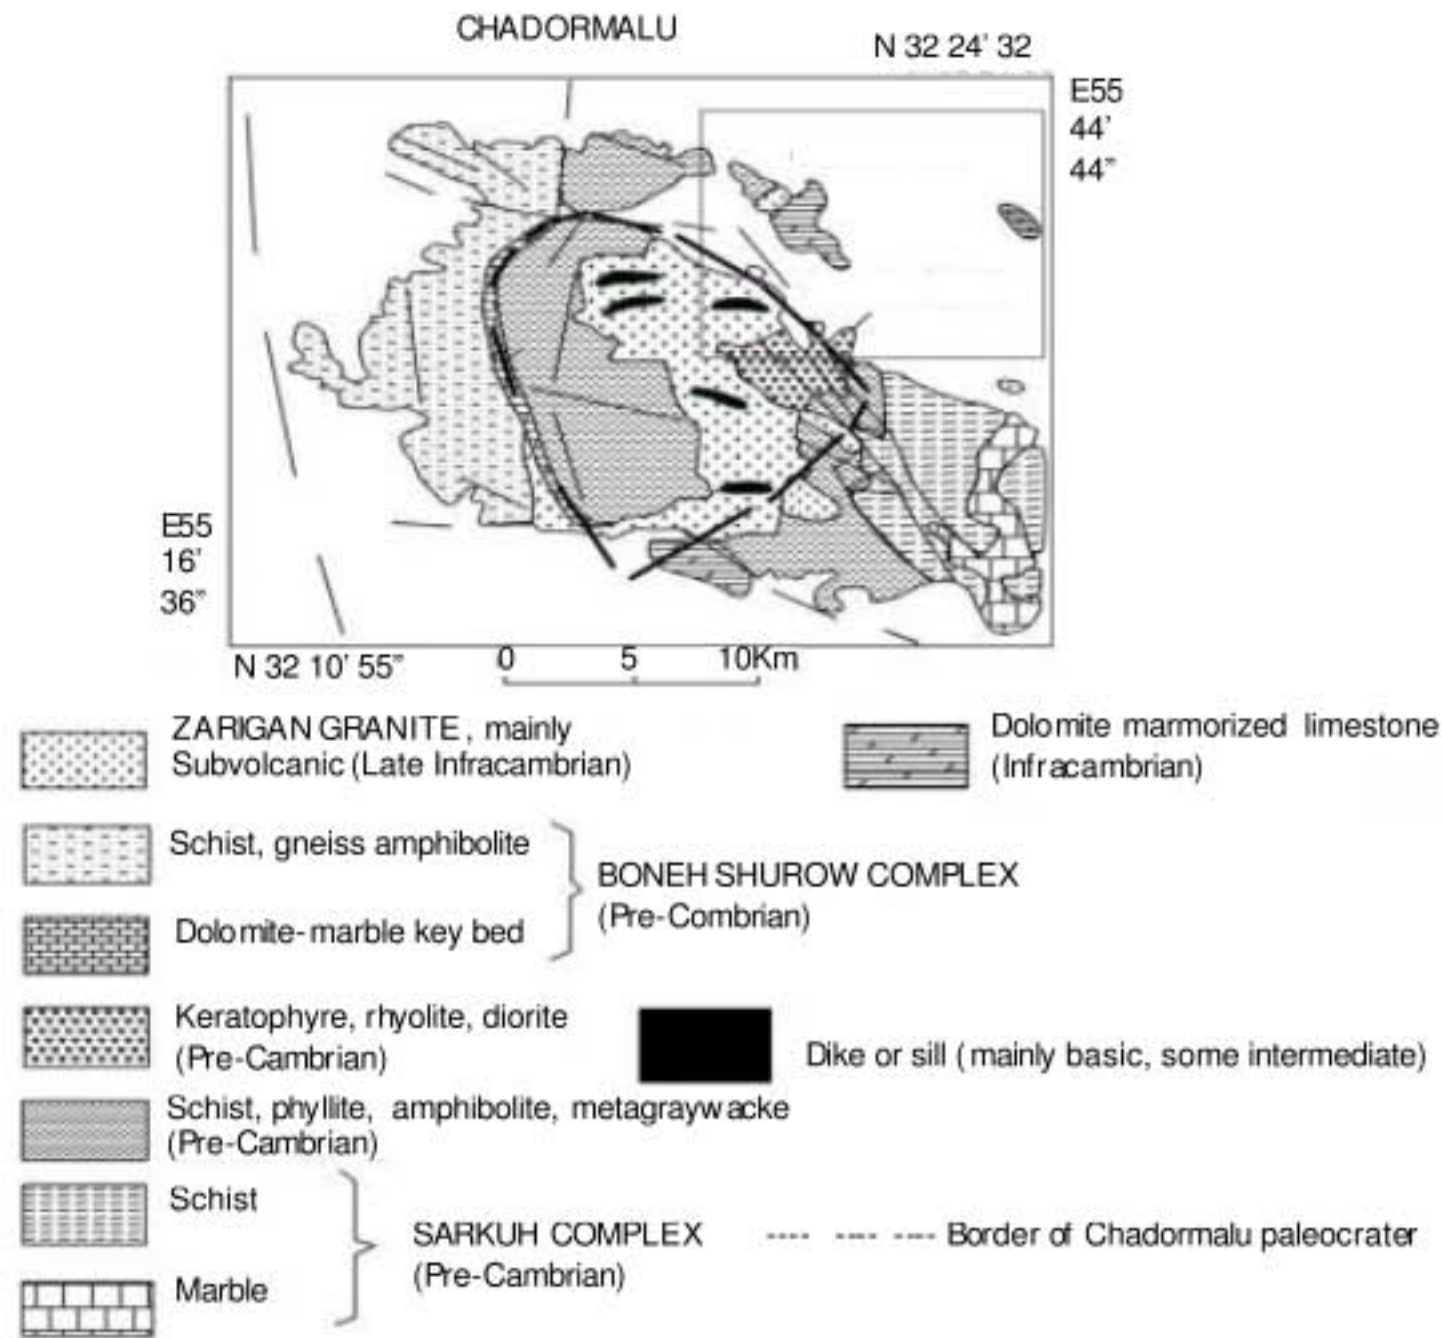 CHADORMALU
N 32 24' 32
E55
44'
44"
E55
16'
36"
N 32 10' 55"
0 5 10Km
ZARIGAN GRANITE, mainly
Subvolcanic (Late Infracambrian)
Dolomite marmorized limestone
(Infracambrian)
Schist, gneiss amphibolite
BONEH SHUROW COMPLEX
(Pre-Combrian)
Dolomite-marble key bed
Keratophyre, rhyolite, diorite
(Pre-Cambrian)
Dike or sill (mainly basic, some intermediate)
Schist, phyllite, amphibolite, metagraywacke
(Pre-Cambrian)
Schist
SARKUH COMPLEX
(Pre-Cambrian)
Border of Chadormalu paleocrater
Marble